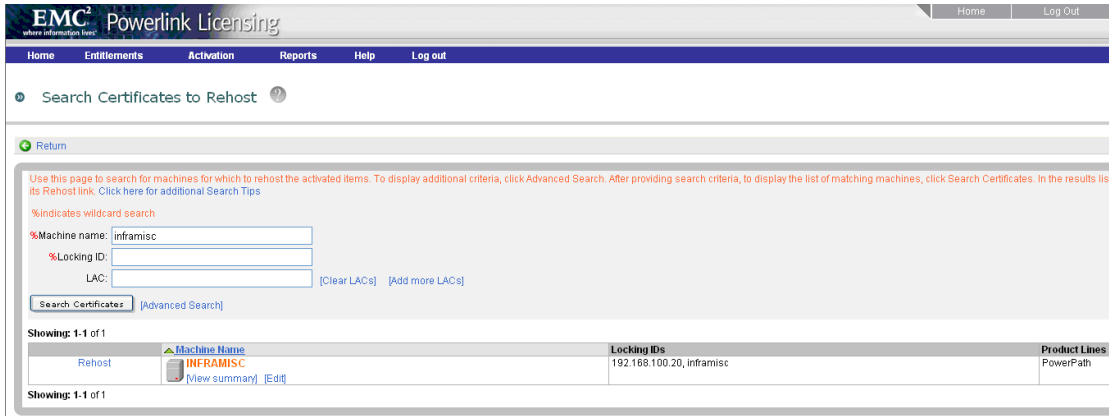 EMC² Powerlink Licensing
where information lives®
Home Log Out
Home Entitlements Activation Reports Help Log out
Search Certificates to Rehost ?
Return
Use this page to search for machines for which to rehost the activated items. To display additional criteria, click Advanced Search. After providing search criteria, to display the list of matching machines, click Search Certificates. In the results lis
its Rehost link. Click here for additional Search Tips
%indicates wildcard search
%Machine name: inframisc
%Locking ID:
LAC: [Clear LACs] [Add more LACs]
Search Certificates [Advanced Search]
Showing: 1-1 of 1
Machine Name Locking IDs Product Lines
Rehost INFRAMISC 192.168.100.20, inframisc PowerPath
[View summary] [Edit]
Showing: 1-1 of 1